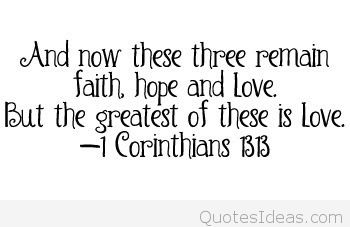 And now these three remain
faith, hope and Love.
But the greatest of these is Love.
—1 Corinthians 13:13
QuotesIdeas.com